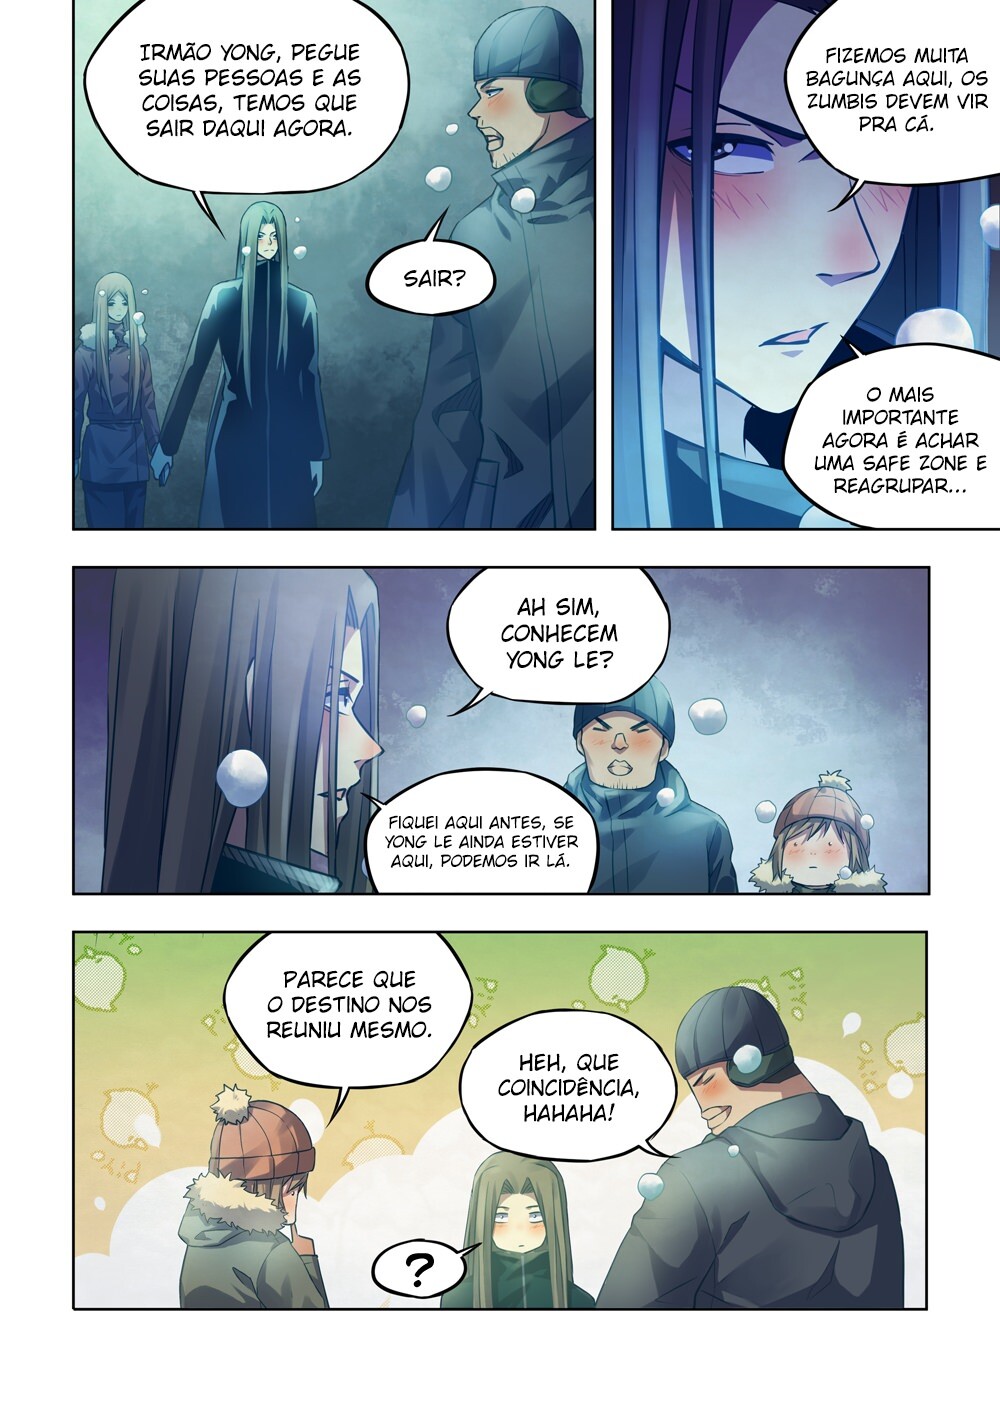 IRMÃO YONG, PEGUE
SUAS PESSOAS E AS
COISAS, TEMOS QUE
SAIR DAQUI AGORA.
SAIR?
FIZEMOS MUITA
BAGUNÇA AQUI, OS
ZUMBIS DEVEM VIR
PRA CÁ.
O MAIS
IMPORTANTE
AGORA É ACHAR
UMA SAFE ZONE E
REAGRUPAR...
AH SIM,
CONHECEM
YONG LE?
FIQUEI AQUI ANTES, SE
YONG LE AINDA ESTIVER
AQUI, PODEMOS IR LÁ.
PARECE QUE
O DESTINO NOS
REUNIU MESMO.
HEH, QUE
COINCIDÊNCIA,
HAHAHA!
?